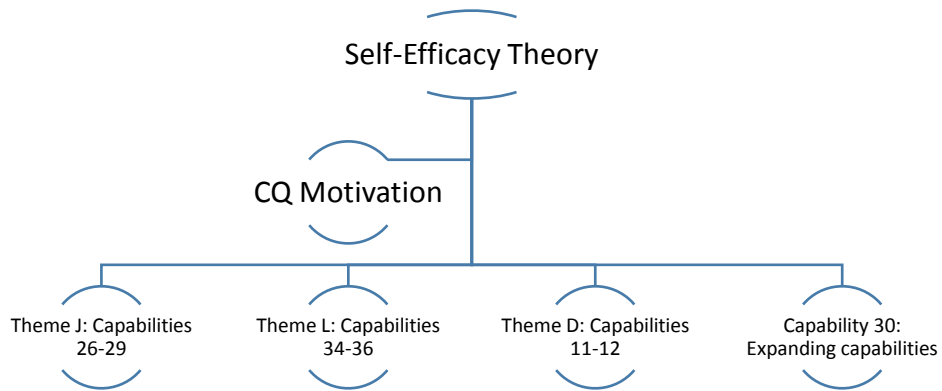 Self-Efficacy Theory
CQ Motivation
Theme J: Capabilities
26-29
Theme L: Capabilities
34-36
Theme D: Capabilities
11-12
Capability 30:
Expanding capabilities